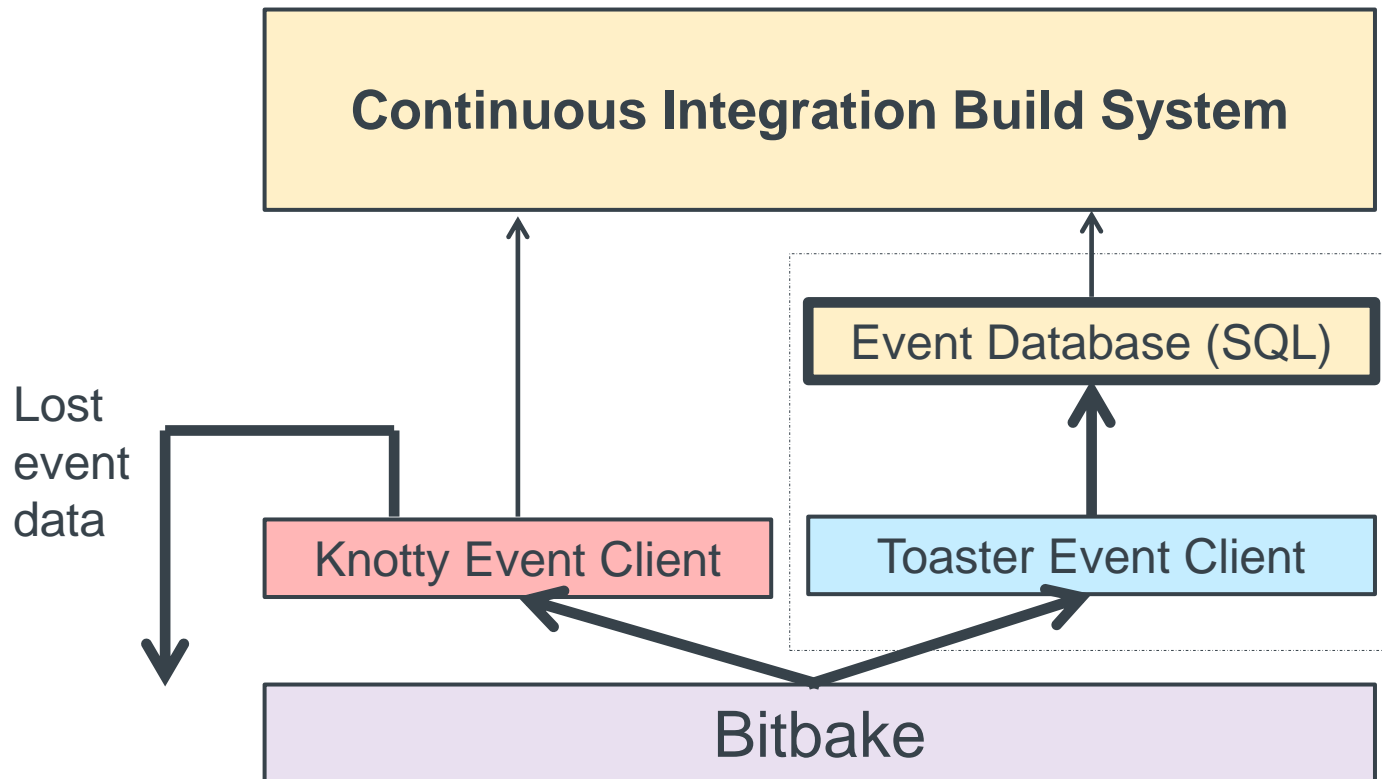 Continuous Integration Build System
Event Database (SQL)
Lost
event
data
Knotty Event Client
Toaster Event Client
Bitbake